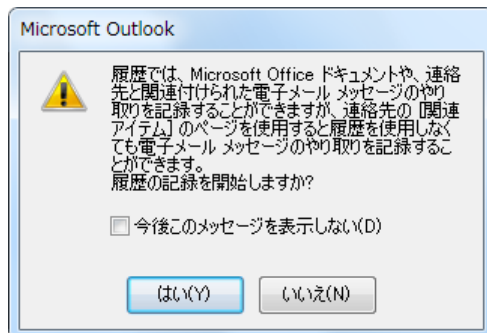 Microsoft Outlook
履歴では、Microsoft Office ドキュメントや、連絡
先と関連付けられた電子メール メッセージのやり
取りを記録することができますが、連絡先の [関連
アイテム] のページを使用すると履歴を使用しなく
ても電子メール メッセージのやり取りを記録するこ
とができます。
履歴の記録を開始しますか?
今後このメッセージを表示しない(D)
はい(Y)
いいえ(N)